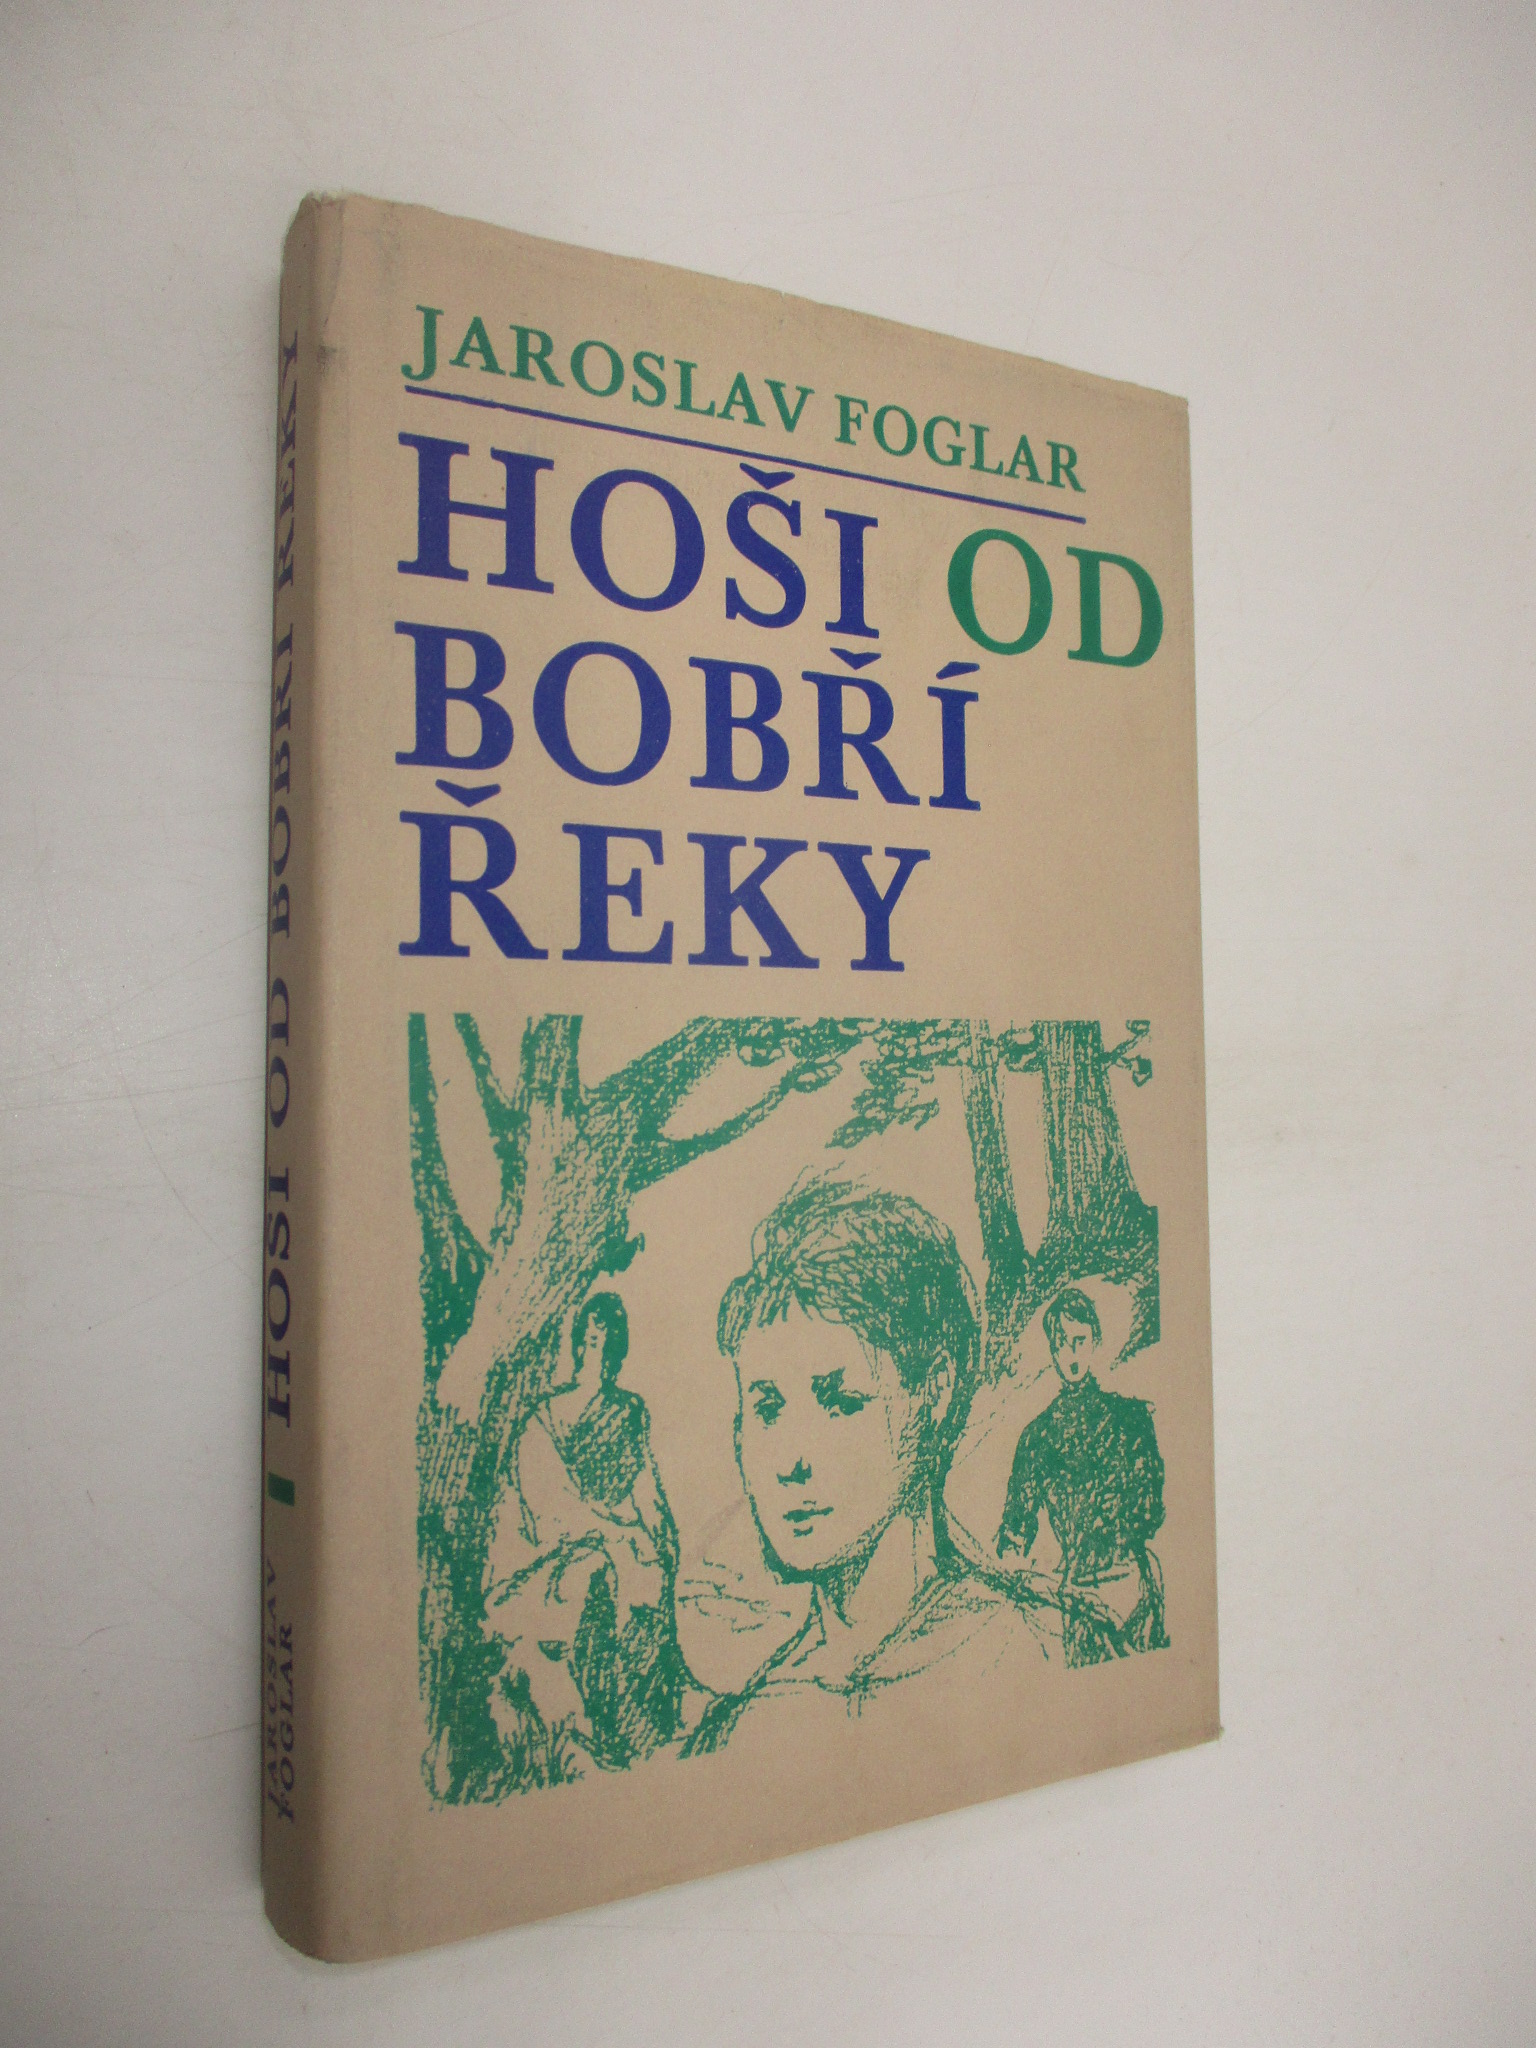 JAROSLAV FOGLAR
HOŠI OD
BOBŘÍ
ŘEKY
HOŠI OD BOBŘÍ ŘEKY
JAROSLAV
FOGLAR